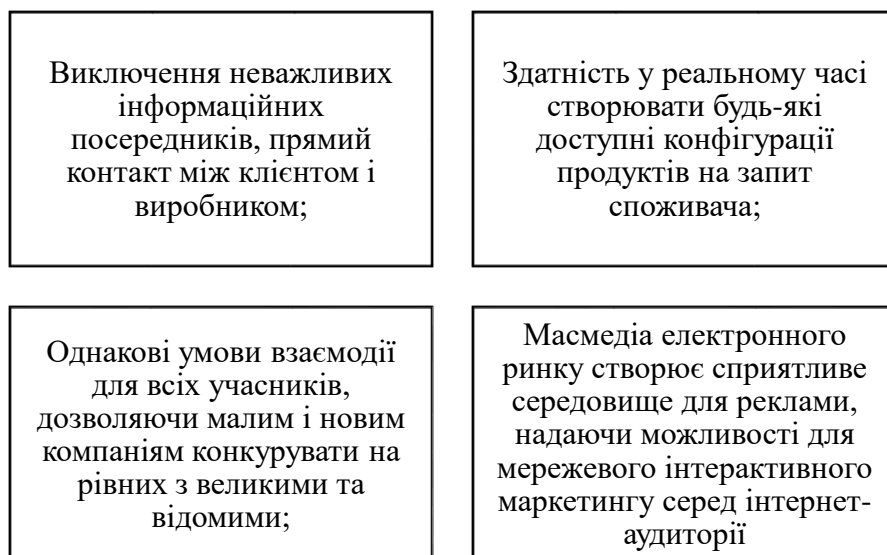 Виключення неважливих
інформаційних
посередників, прямий
контакт між клієнтом і
виробником;
Здатність у реальному часі
створювати будь-які
доступні конфігурації
продуктів на запит
споживача;
Однакові умови взаємодії
для всіх учасників,
дозволяючи малим і новим
компаніям конкурувати на
рівних з великими та
відомими;
Масмедіа електронного
ринку створює сприятливе
середовище для реклами,
надаючи можливості для
мережевого інтерактивного
маркетингу серед інтернет-
аудиторії